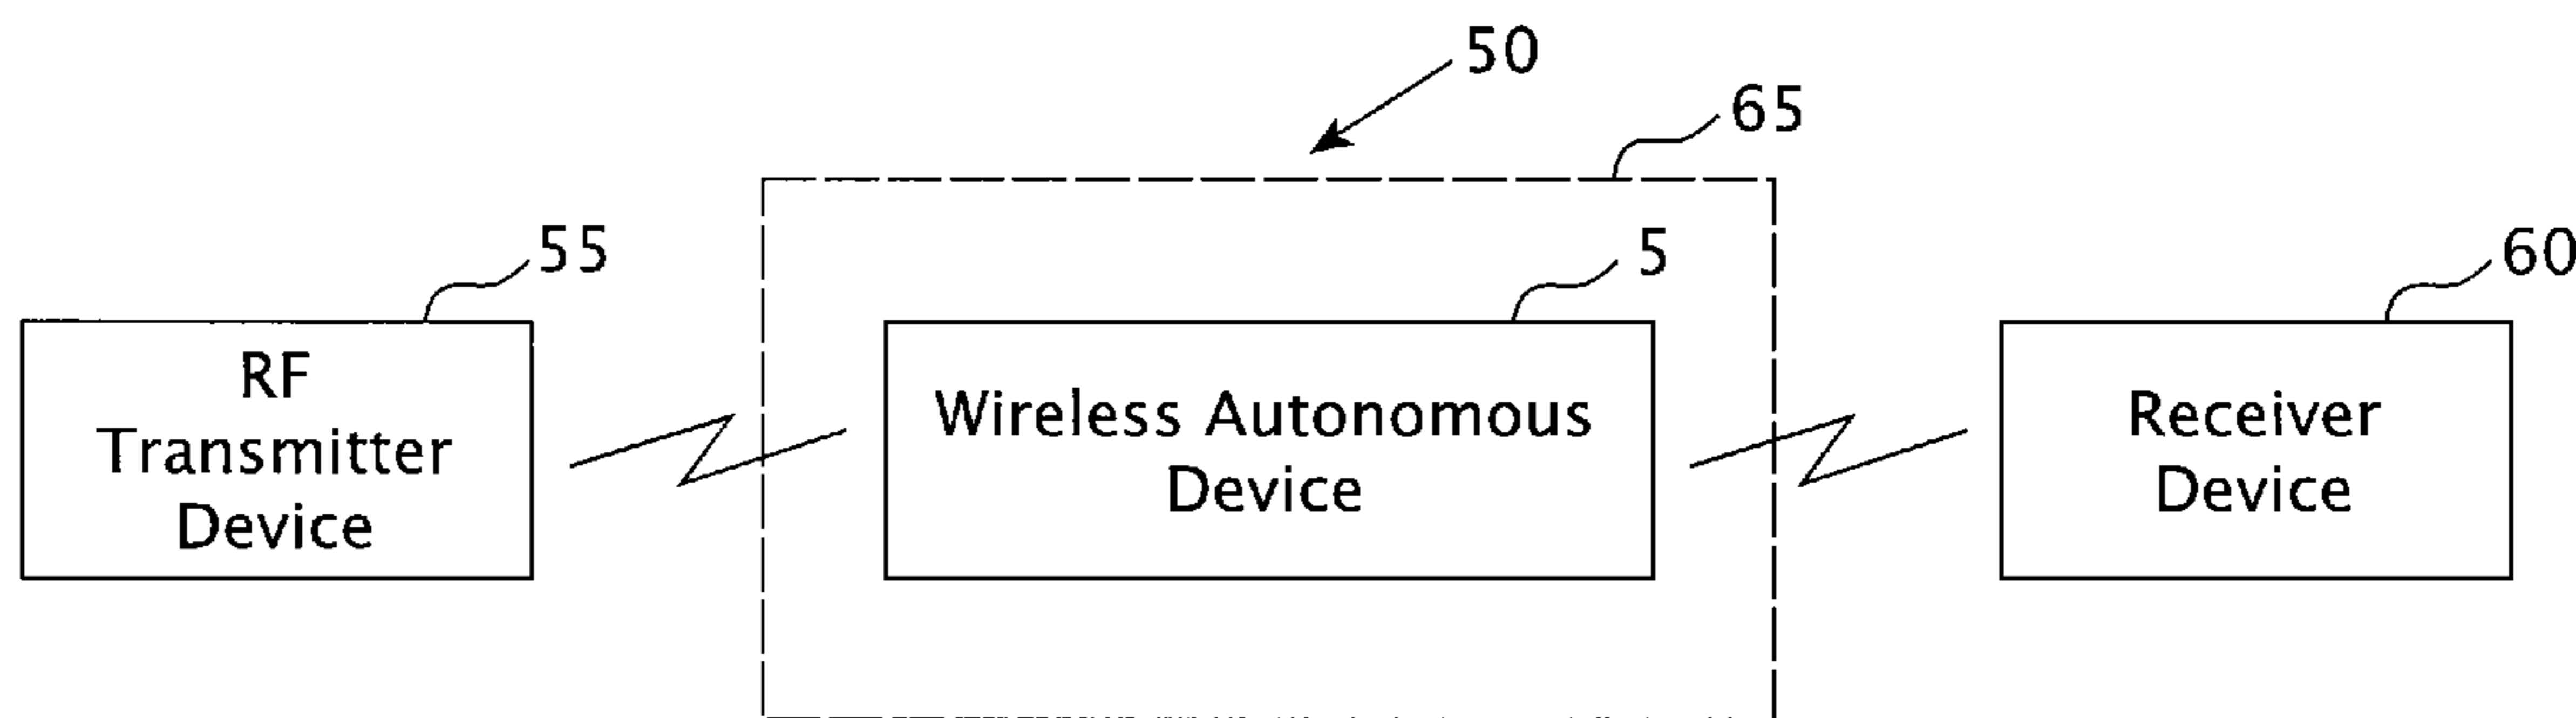 50
65
55
5
60
RF
Transmitter
Device
Wireless Autonomous
Device
Receiver
Device